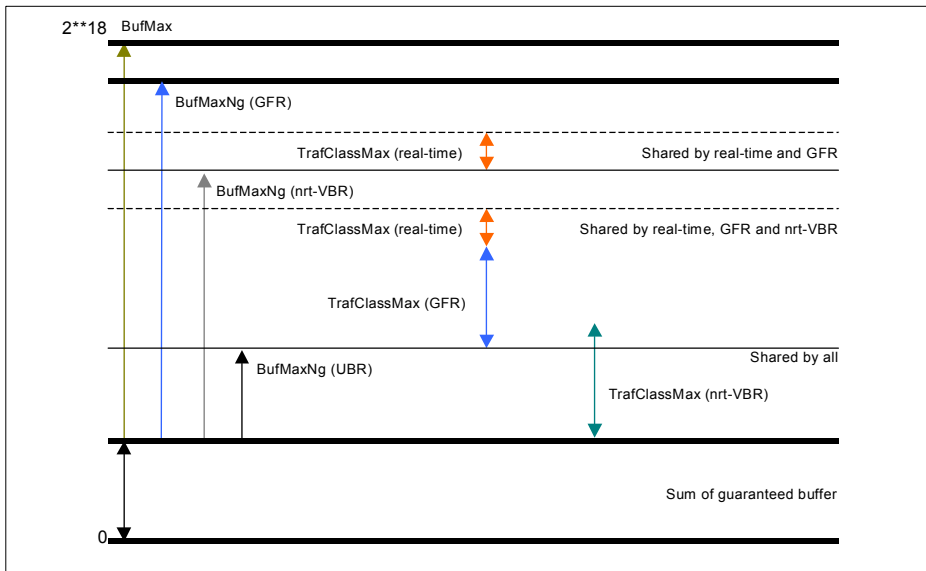 2**18 BufMax
BufMaxNg (GFR)
TrafClassMax (real-time) Shared by real-time and GFR
BufMaxNg (nrt-VBR)
TrafClassMax (real-time) Shared by real-time, GFR and nrt-VBR
TrafClassMax (GFR)
Shared by all
BufMaxNg (UBR)
TrafClassMax (nrt-VBR)
Sum of guaranteed buffer
0